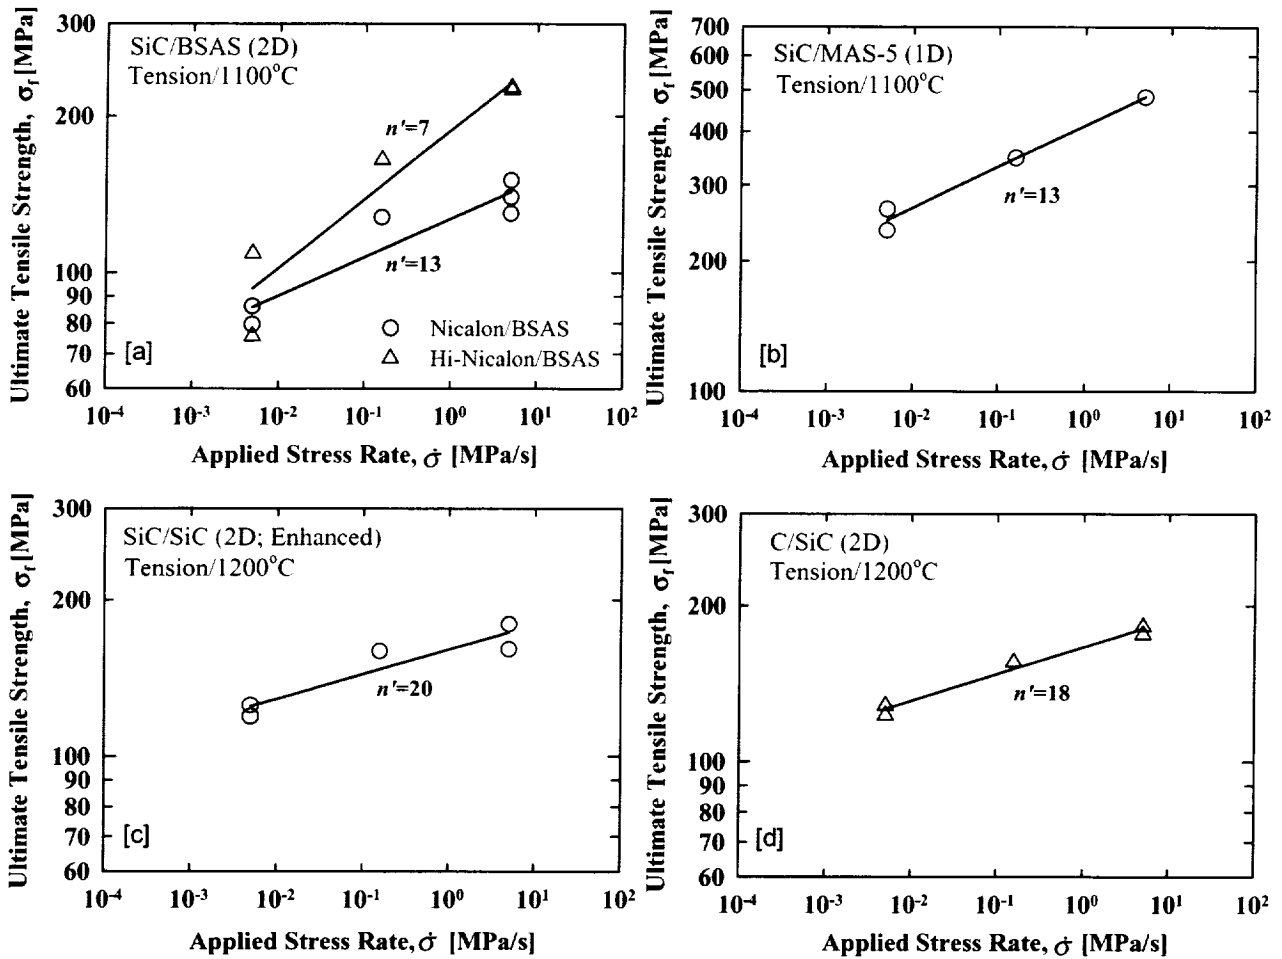 300
200
100
90
80
70
60
Ultimate Tensile Strength, σf [MPa]
SiC/BSAS (2D)
Tension/1100°C
n'=7
n'=13
Nicalon/BSAS
Hi-Nicalon/BSAS
[a]
10-4 10-3 10-2 10-1 100 101 102
Applied Stress Rate, σ̇ [MPa/s]
700
600
500
400
300
200
100
Ultimate Tensile Strength, σf [MPa]
SiC/MAS-5 (1D)
Tension/1100°C
n'=13
[b]
10-4 10-3 10-2 10-1 100 101 102
Applied Stress Rate, σ̇ [MPa/s]
300
200
100
90
80
70
60
Ultimate Tensile Strength, σf [MPa]
SiC/SiC (2D; Enhanced)
Tension/1200°C
n'=20
[c]
10-4 10-3 10-2 10-1 100 101 102
Applied Stress Rate, σ̇ [MPa/s]
300
200
100
90
80
70
60
Ultimate Tensile Strength, σf [MPa]
C/SiC (2D)
Tension/1200°C
n'=18
[d]
10-4 10-3 10-2 10-1 100 101 102
Applied Stress Rate, σ̇ [MPa/s]